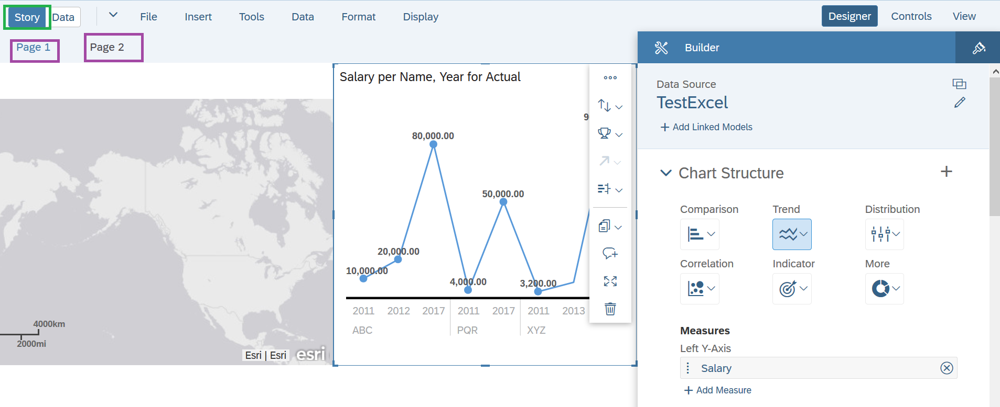 Story Data File Insert Tools Data Format Display Designer Controls View
Page 1 Page 2
Builder
Salary per Name, Year for Actual
9
80,000.00
50,000.00
20,000.00
10,000.00
4,000.00
3,200.00
2011 2012 2017 2011 2017 2011 2013
ABC PQR XYZ
4000km
2000mi
Esri | Esri esri
Data Source
TestExcel
+ Add Linked Models
Chart Structure +
Comparison Trend Distribution
Correlation Indicator More
Measures
Left Y-Axis
Salary
+ Add Measure